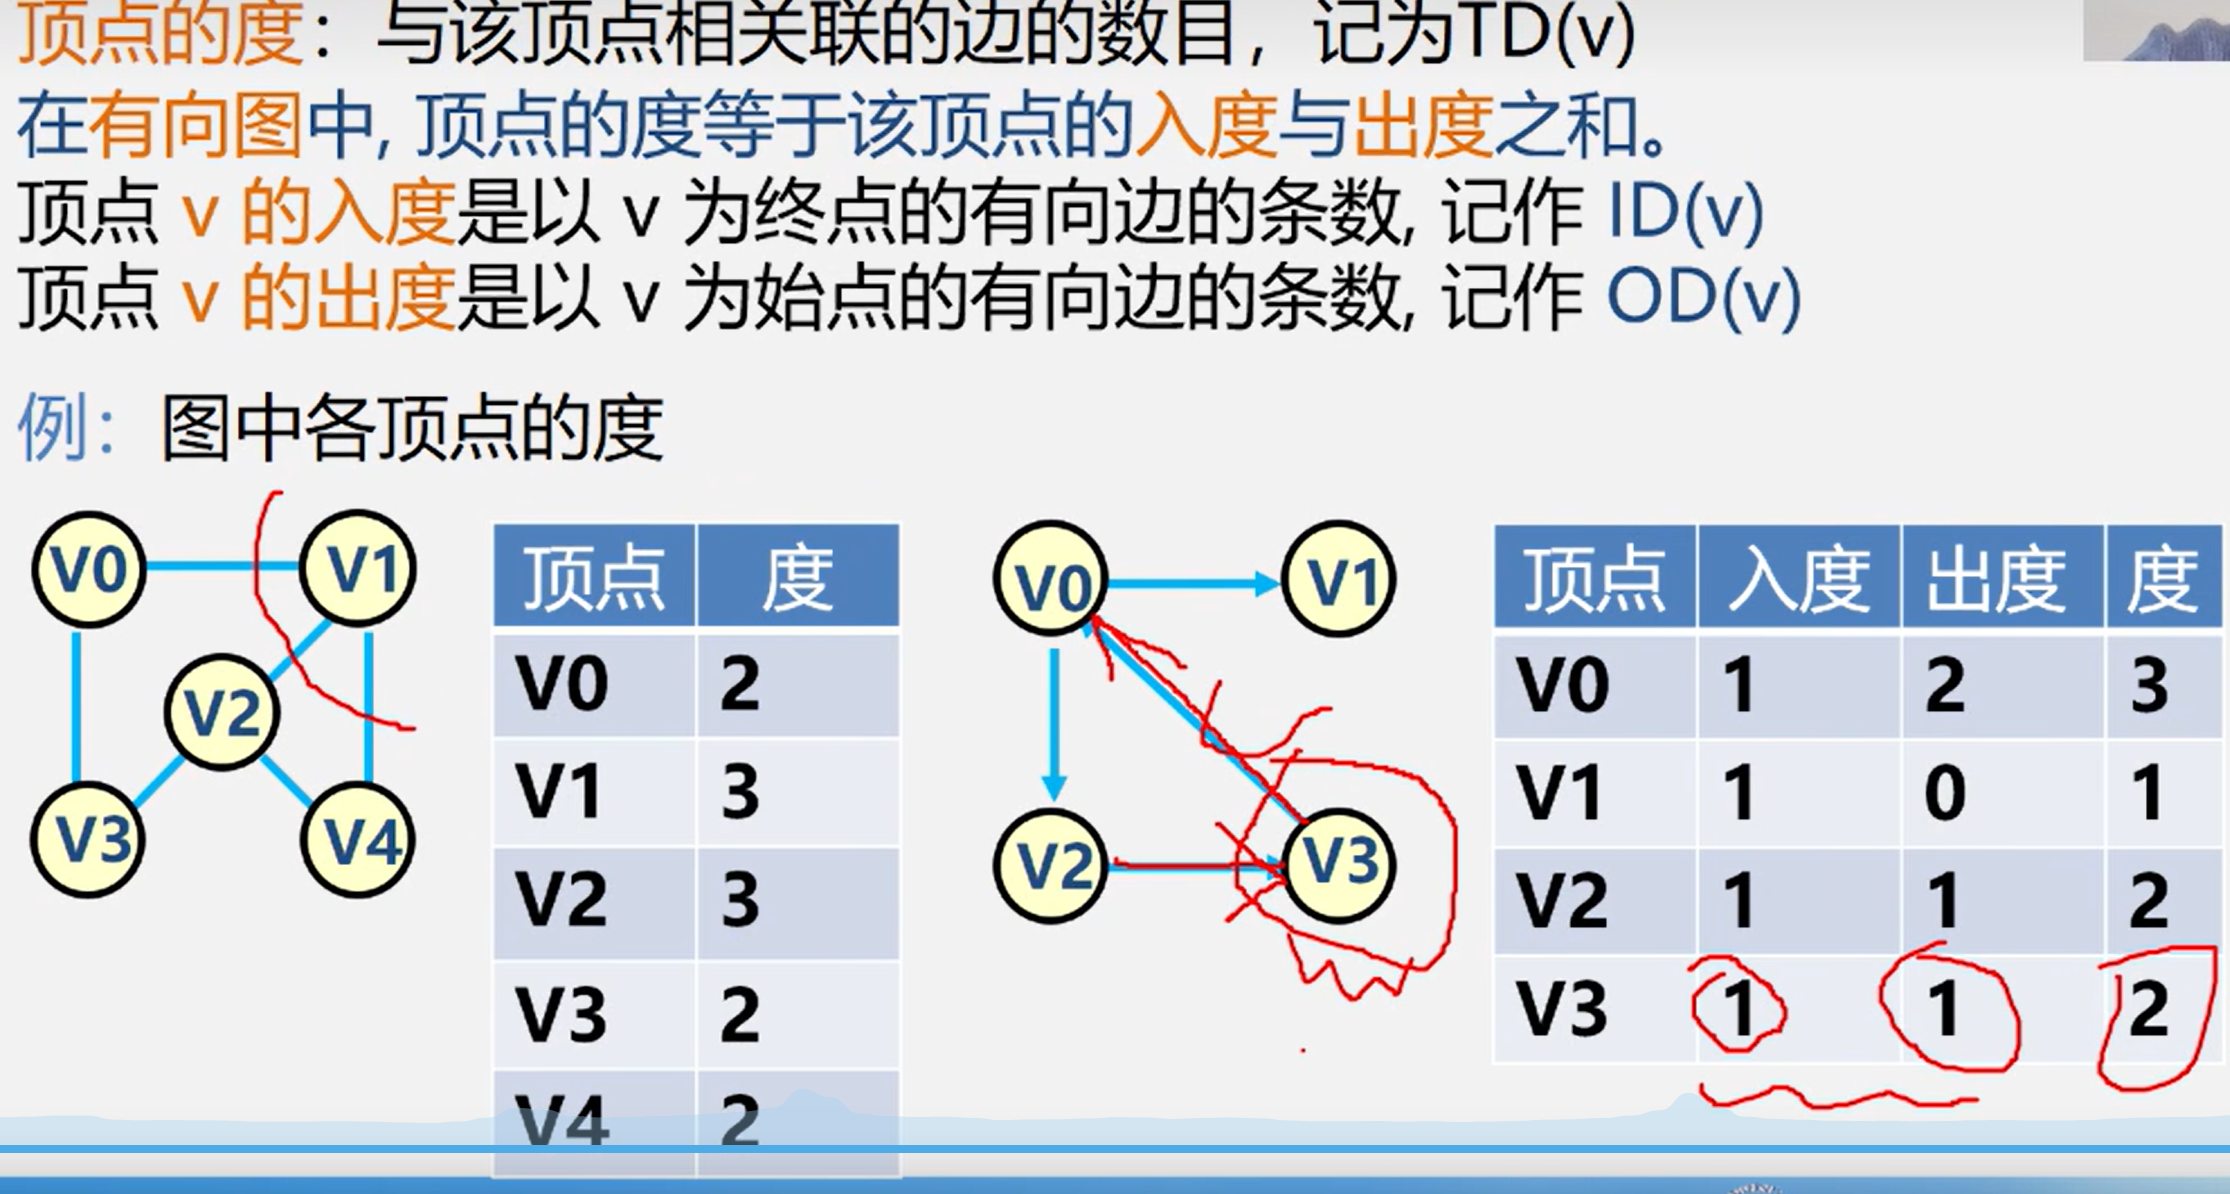 顶点的度：与该顶点相关联的边的数目，记为TD(v)
在有向图中, 顶点的度等于该顶点的入度与出度之和。
顶点 v 的入度是以 v 为终点的有向边的条数, 记作 ID(v)
顶点 v 的出度是以 v 为始点的有向边的条数, 记作 OD(v)
例：图中各顶点的度
V0 V1
V2
V3 V4
顶点 度
V0 2
V1 3
V2 3
V3 2
V4 2
V0 V1
V2 V3
顶点 入度 出度 度
V0 1 2 3
V1 1 0 1
V2 1 1 2
V3 1 1 2